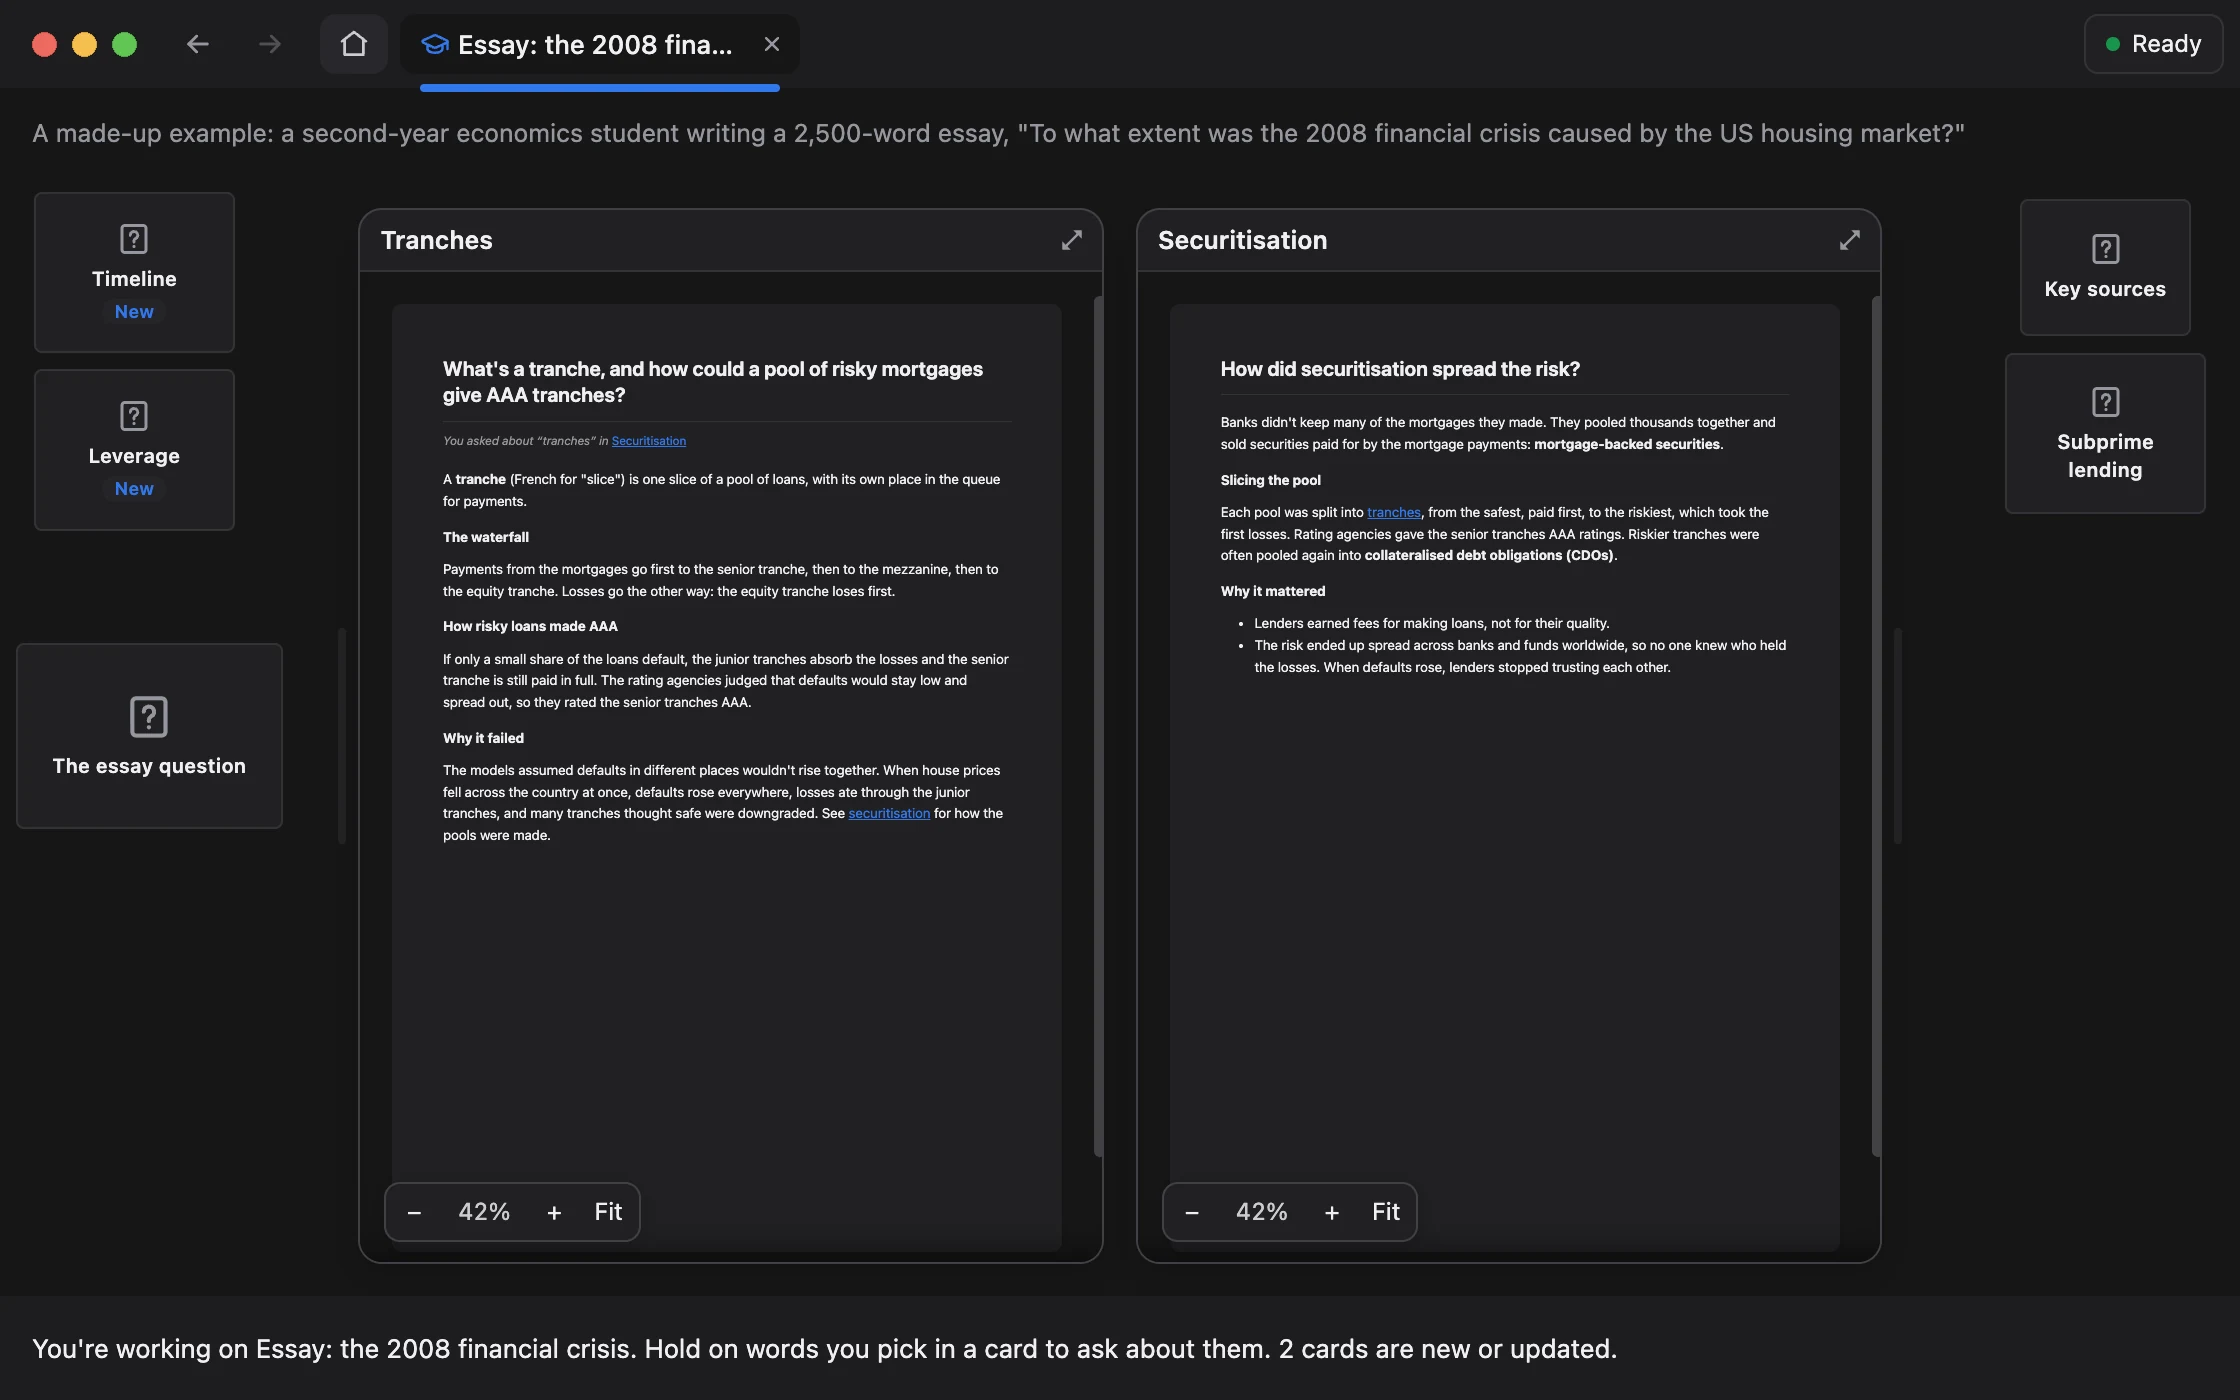 Essay: the 2008 fina...
Ready
A made-up example: a second-year economics student writing a 2,500-word essay, "To what extent was the 2008 financial crisis caused by the US housing market?"
Timeline
New
Leverage
New
The essay question
Tranches
What's a tranche, and how could a pool of risky mortgages
give AAA tranches?
You asked about “tranches” in Securitisation
A tranche (French for "slice") is one slice of a pool of loans, with its own place in the queue
for payments.
The waterfall
Payments from the mortgages go first to the senior tranche, then to the mezzanine, then to
the equity tranche. Losses go the other way: the equity tranche loses first.
How risky loans made AAA
If only a small share of the loans default, the junior tranches absorb the losses and the senior
tranche is still paid in full. The rating agencies judged that defaults would stay low and
spread out, so they rated the senior tranches AAA.
Why it failed
The models assumed defaults in different places wouldn't rise together. When house prices
fell across the country at once, defaults rose everywhere, losses ate through the junior
tranches, and many tranches thought safe were downgraded. See securitisation for how the
pools were made.
− 42% + Fit
Securitisation
How did securitisation spread the risk?
Banks didn't keep many of the mortgages they made. They pooled thousands together and
sold securities paid for by the mortgage payments: mortgage-backed securities.
Slicing the pool
Each pool was split into tranches, from the safest, paid first, to the riskiest, which took the
first losses. Rating agencies gave the senior tranches AAA ratings. Riskier tranches were
often pooled again into collateralised debt obligations (CDOs).
Why it mattered
• Lenders earned fees for making loans, not for their quality.
• The risk ended up spread across banks and funds worldwide, so no one knew who held
the losses. When defaults rose, lenders stopped trusting each other.
− 42% + Fit
Key sources
Subprime
lending
You're working on Essay: the 2008 financial crisis. Hold on words you pick in a card to ask about them. 2 cards are new or updated.